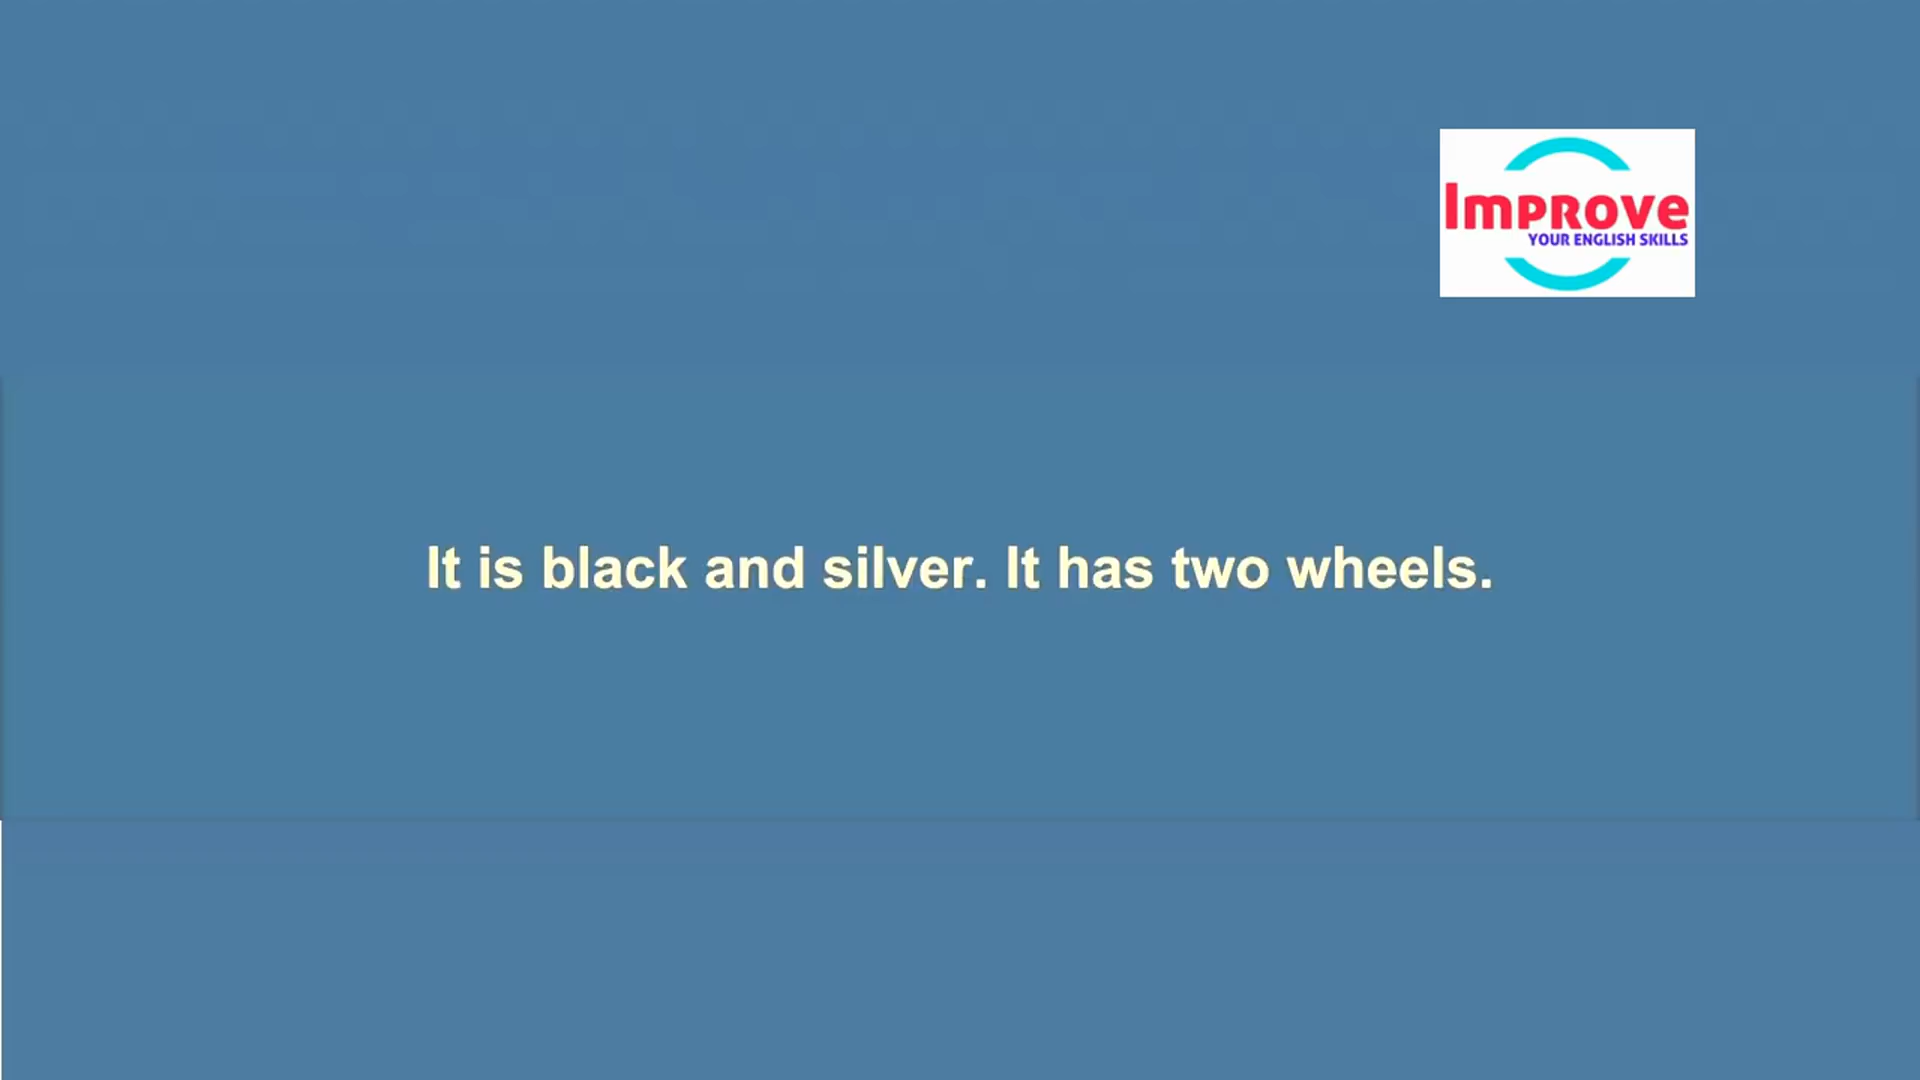 Improve
YOUR ENGLISH SKILLS
It is black and silver. It has two wheels.